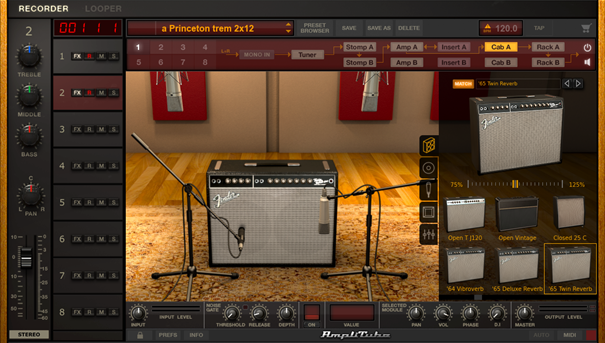 RECORDER LOOPER
2
00 1 1 1
a Princeton trem 2x12
PRESET
BROWSER
SAVE
SAVE AS
DELETE
120.0
TAP
1 2 3 4
5 6 7 8
MONO IN
Tuner
Stomp A
Stomp B
Amp A
Amp B
Insert A
Insert B
Cab A
Cab B
Rack A
Rack B
TREBLE
MIDDLE
BASS
C
R
PAN
STEREO
1 FX R M S
2 FX R M S
3 FX R M S
4 FX R M S
5 FX R M S
6 FX R M S
7 FX R M S
8 FX R M S
MATCH
'65 Twin Reverb
Fender
Fender
75% 125%
Open T J120
Open Vintage
Closed 25 C
'64 Vibroverb
'65 Deluxe Reverb
'65 Twin Reverb
INPUT
INPUT LEVEL
NOISE
GATE
THRESHOLD
RELEASE
DEPTH
ON
VALUE
SELECTED
MODULE
PAN
VOL
PHASE
D.I
MASTER
OUTPUT LEVEL
PREFS
INFO
AmpliTube
AUTO
MIDI